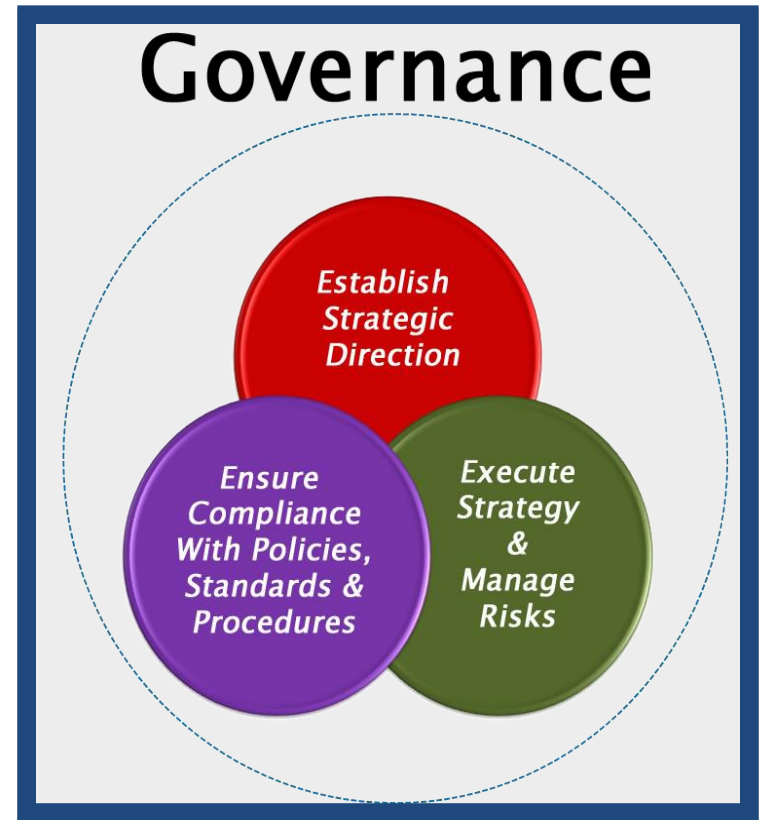 Governance
Establish
Strategic
Direction
Ensure
Compliance
With Policies,
Standards &
Procedures
Execute
Strategy
&
Manage
Risks